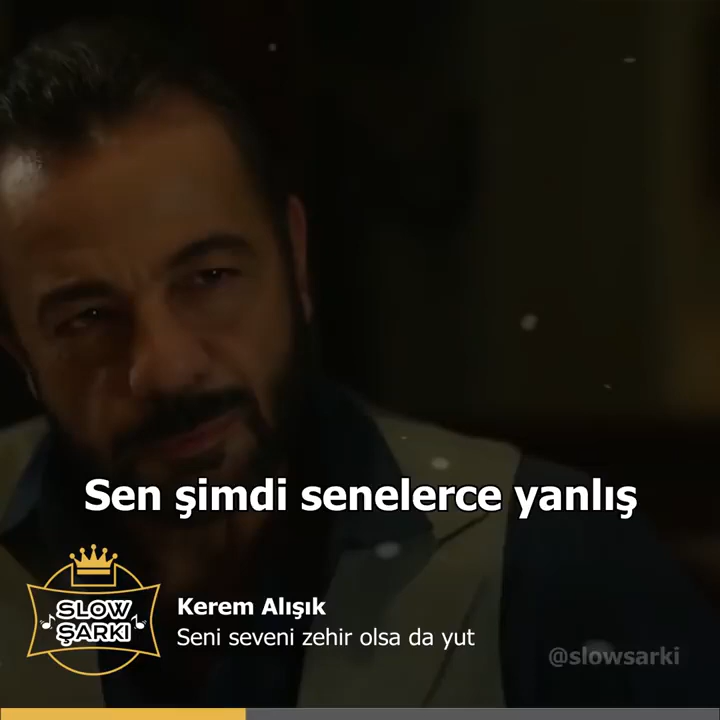 Sen şimdi senelerce yanlış
SLOW
ŞARKI
Kerem Alışık
Seni seveni zehir olsa da yut
@slowsarki